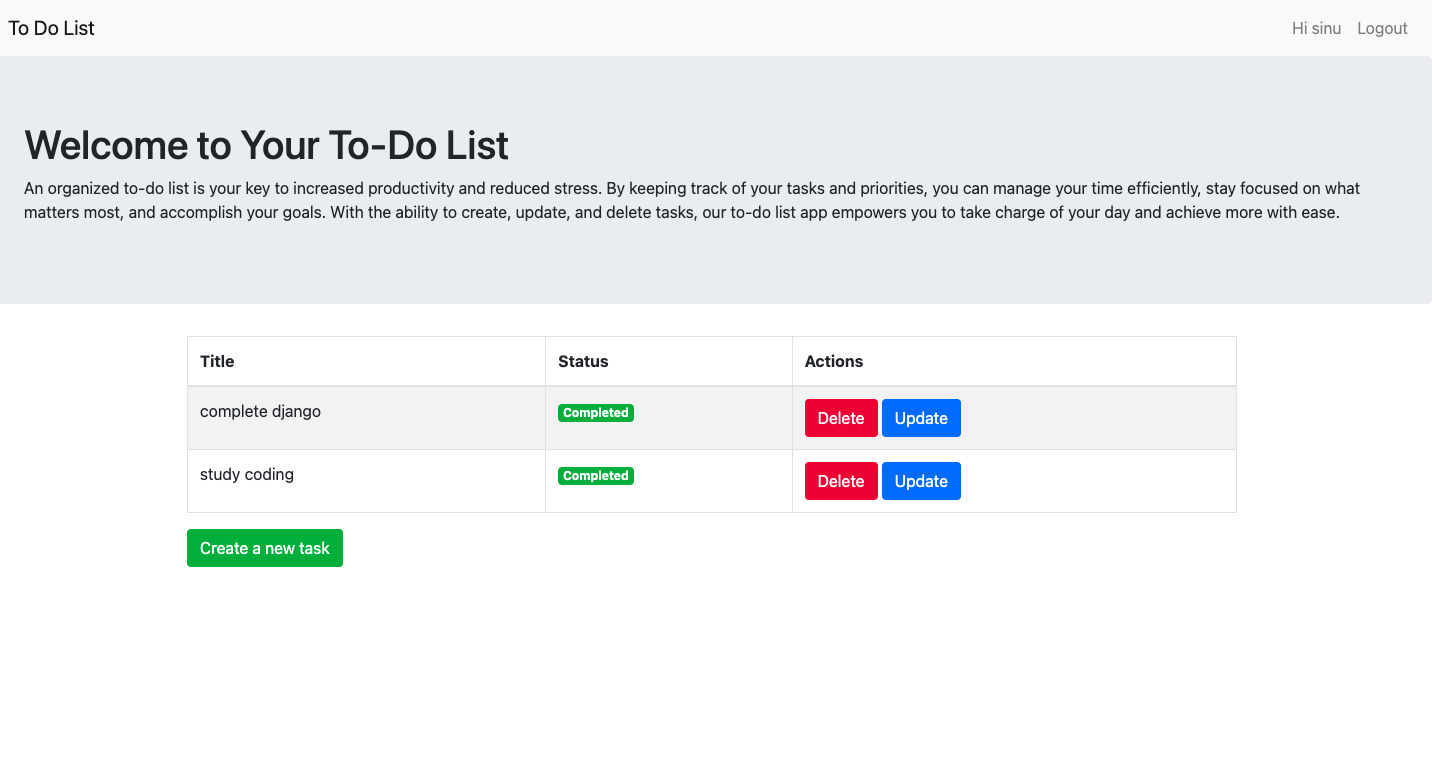 To Do List
Hi sinu Logout
Welcome to Your To-Do List
An organized to-do list is your key to increased productivity and reduced stress. By keeping track of your tasks and priorities, you can manage your time efficiently, stay focused on what
matters most, and accomplish your goals. With the ability to create, update, and delete tasks, our to-do list app empowers you to take charge of your day and achieve more with ease.
Title Status Actions
complete django Completed Delete Update
study coding Completed Delete Update
Create a new task